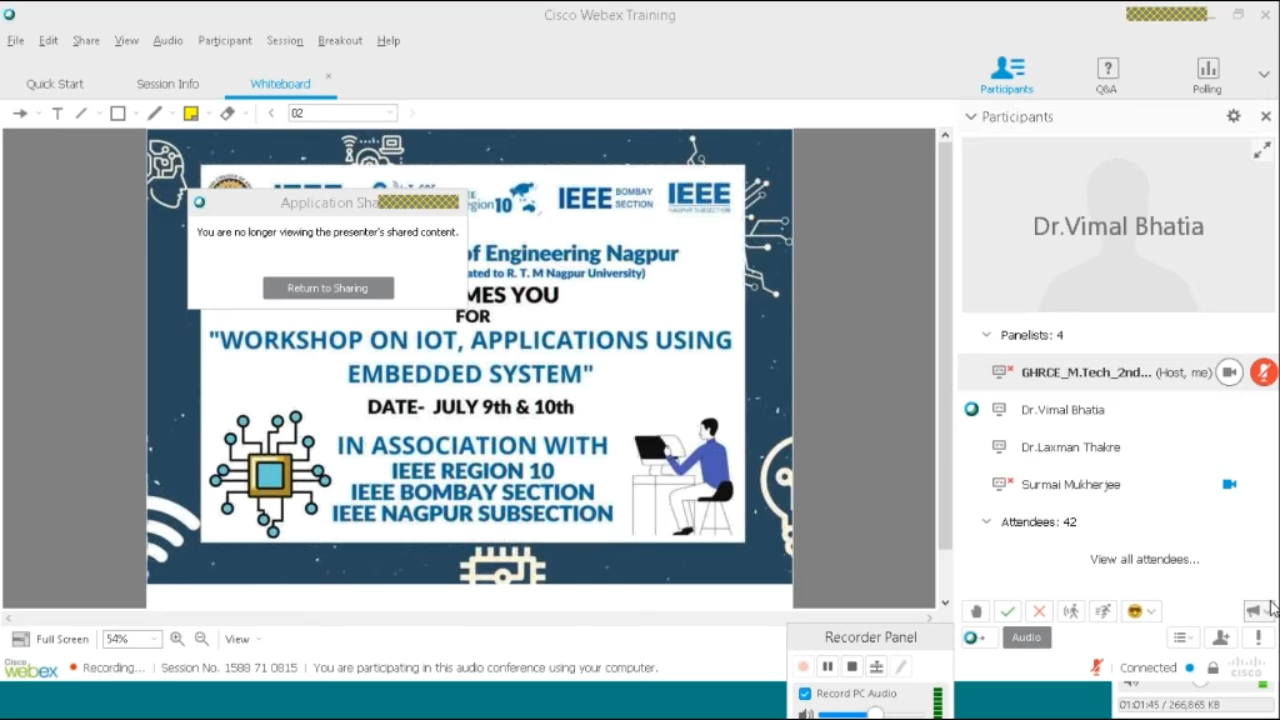 Cisco Webex Training
File Edit Share View Audio Participant Session Breakout Help
Quick Start Session Info Whiteboard
Participants Q&A Polling
T 02
Participants
IEEE BOMBAY SECTION
IEEE NAGPUR SUBSECTION
gion10
Application Sha
You are no longer viewing the presenter's shared content.
Return to Sharing
of Engineering Nagpur
ated to R. T. M Nagpur University)
MES YOU
FOR
"WORKSHOP ON IOT, APPLICATIONS USING
EMBEDDED SYSTEM"
DATE- JULY 9th & 10th
IN ASSOCIATION WITH
IEEE REGION 10
IEEE BOMBAY SECTION
IEEE NAGPUR SUBSECTION
Dr.Vimal Bhatia
Panelists: 4
GHRCE_M.Tech_2nd... (Host, me)
Dr.Vimal Bhatia
Dr.Laxman Thakre
Surmai Mukherjee
Attendees: 42
View all attendees...
Audio
Full Screen 54% View
Recorder Panel
Cisco webex Recording... Session No. 1588 71 0815 You are participating in this audio conference using your computer.
Connected cisco
Record PC Audio
01:01:45 / 266,865 KB